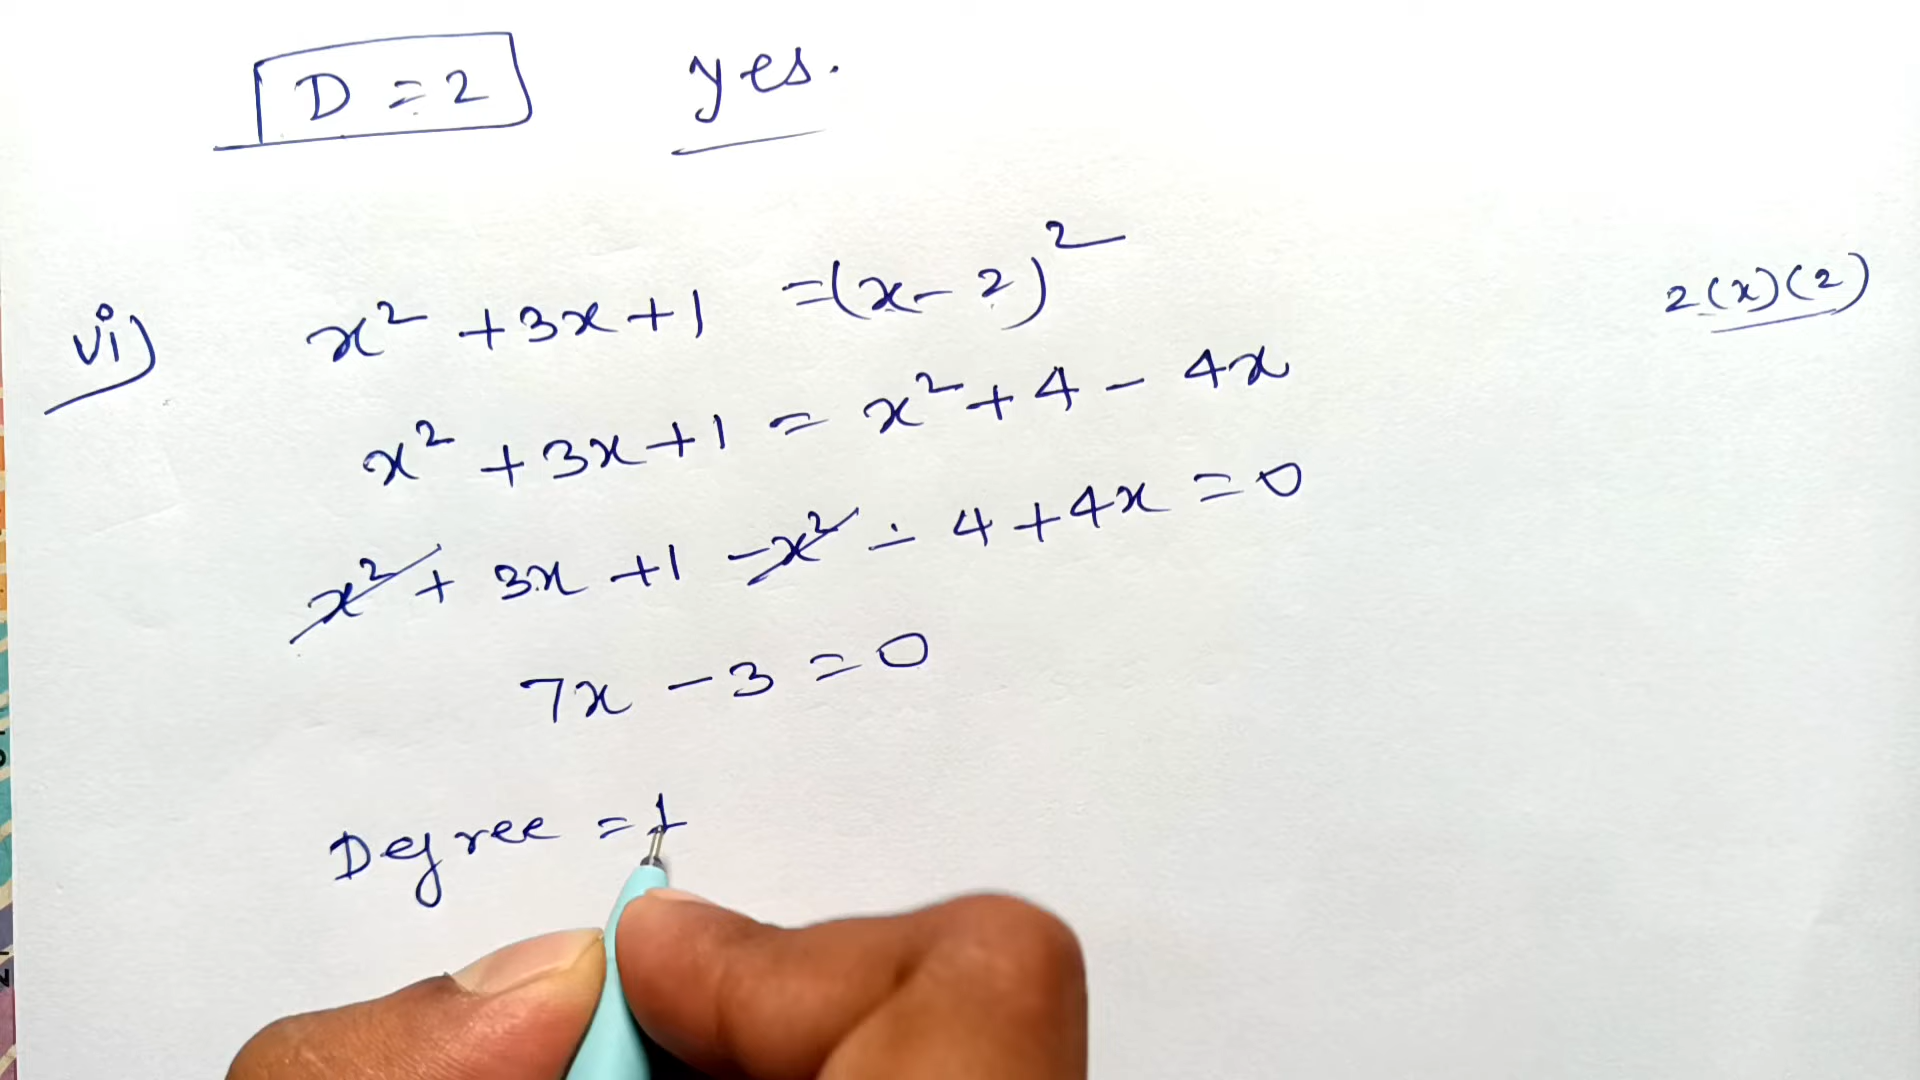 D = 2 yes.
vi) x² + 3x + 1 = (x - 2)² 2(x)(2)
x² + 3x + 1 = x² + 4 - 4x
x² + 3x + 1 - x² - 4 + 4x = 0
7x - 3 = 0
Degree = 1